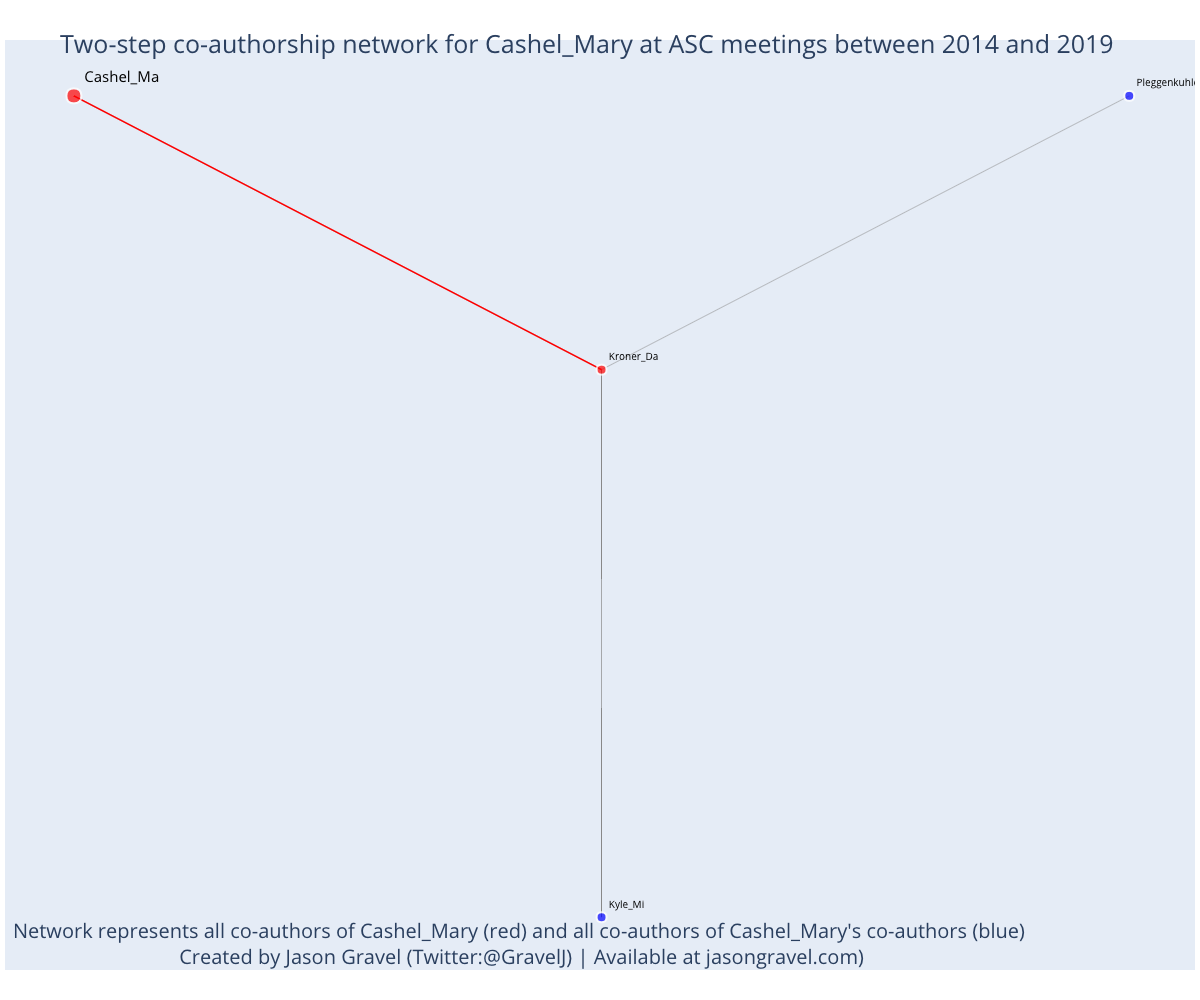 Two-step co-authorship network for Cashel_Mary at ASC meetings between 2014 and 2019
Cashel_Ma
Pleggenkuhle
Kroner_Da
Kyle_Mi
Network represents all co-authors of Cashel_Mary (red) and all co-authors of Cashel_Mary's co-authors (blue)
Created by Jason Gravel (Twitter:@GravelJ) | Available at jasongravel.com)